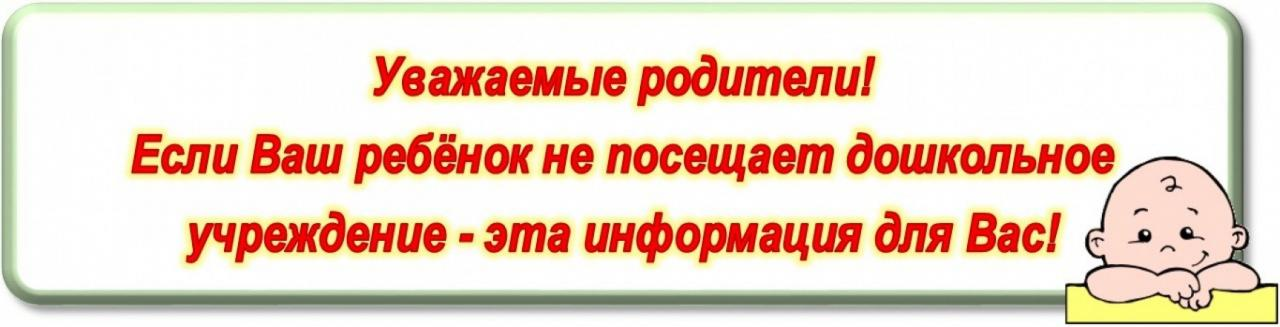 Уважаемые родители!
Если Ваш ребёнок не посещает дошкольное
учреждение - эта информация для Вас!